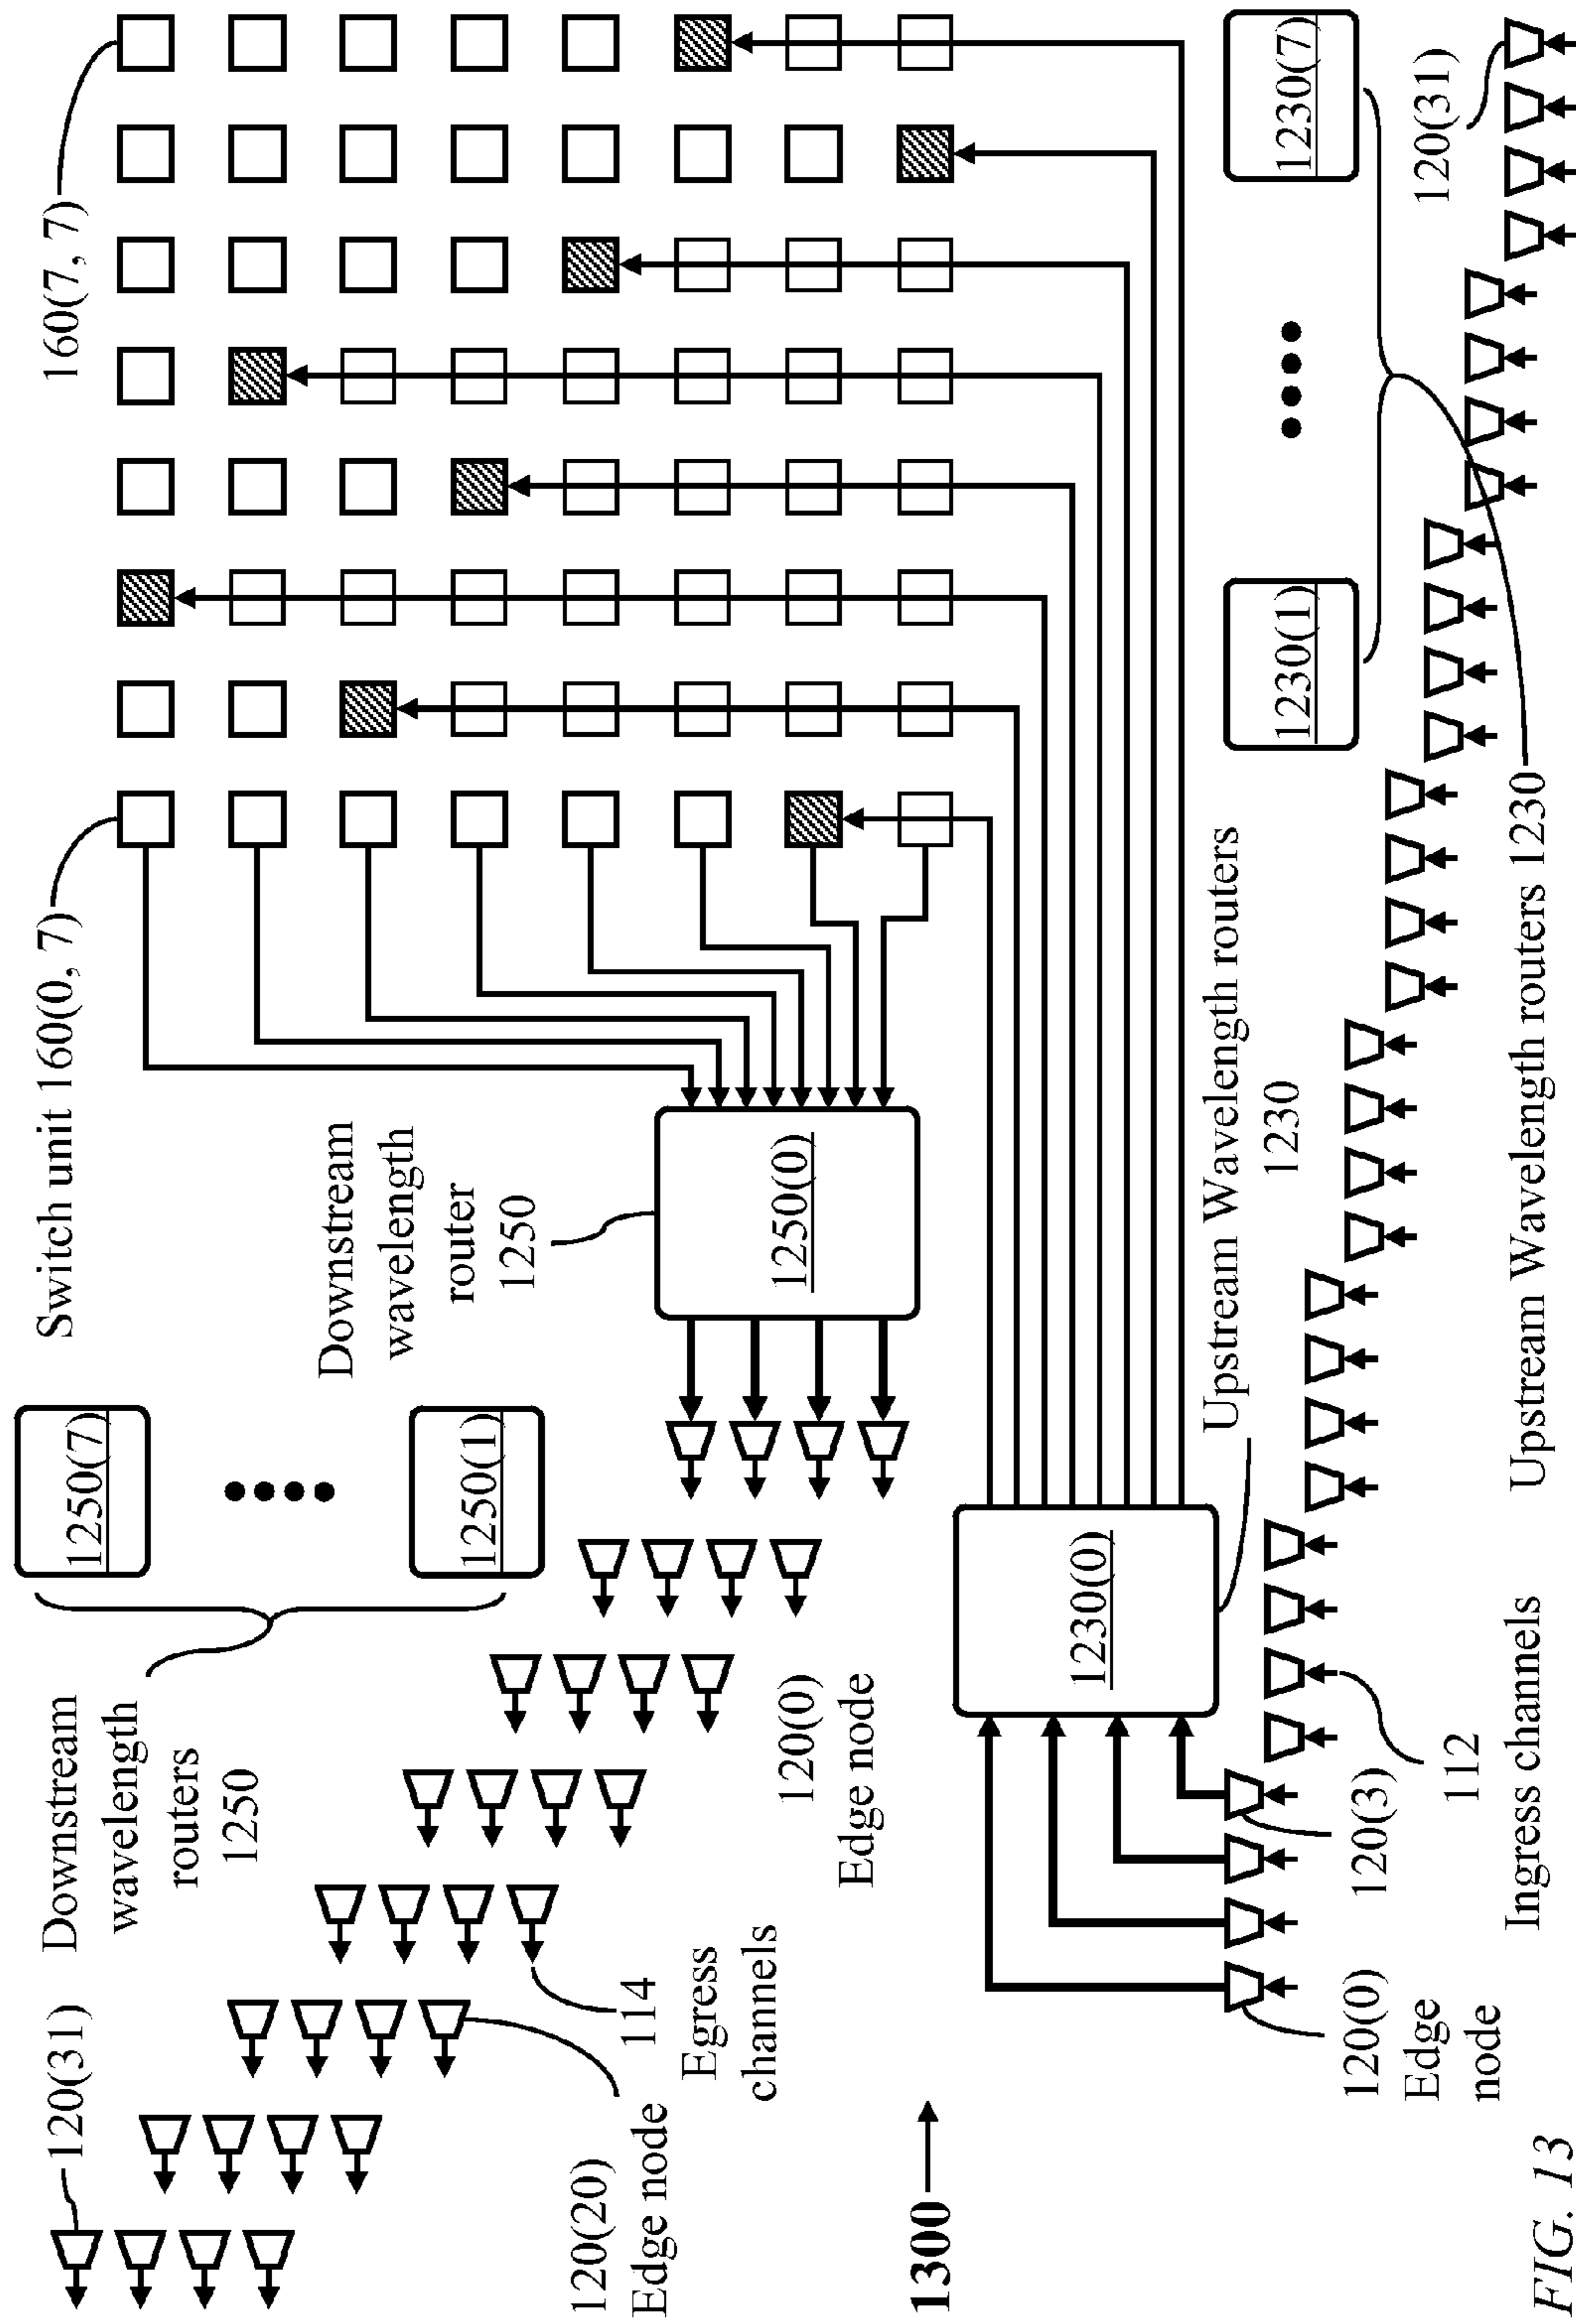 120(31)
Downstream
wavelength
routers
1250
1250(7)
1250(1)
Switch unit 160(0, 7)
160(7, 7)
Downstream
wavelength
router
1250
1250(0)
120(20)
Edge node
114
Egress
channels
120(0)
Edge node
1300
1230(0)
Upstream Wavelength routers
1230
1230(1)
1230(7)
120(31)
120(0)
Edge
node
120(3)
112
Ingress channels
Upstream Wavelength routers 1230
FIG. 13